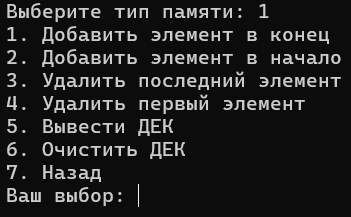 Выберите тип памяти: 1
1. Добавить элемент в конец
2. Добавить элемент в начало
3. Удалить последний элемент
4. Удалить первый элемент
5. Вывести ДЕК
6. Очистить ДЕК
7. Назад
Ваш выбор: